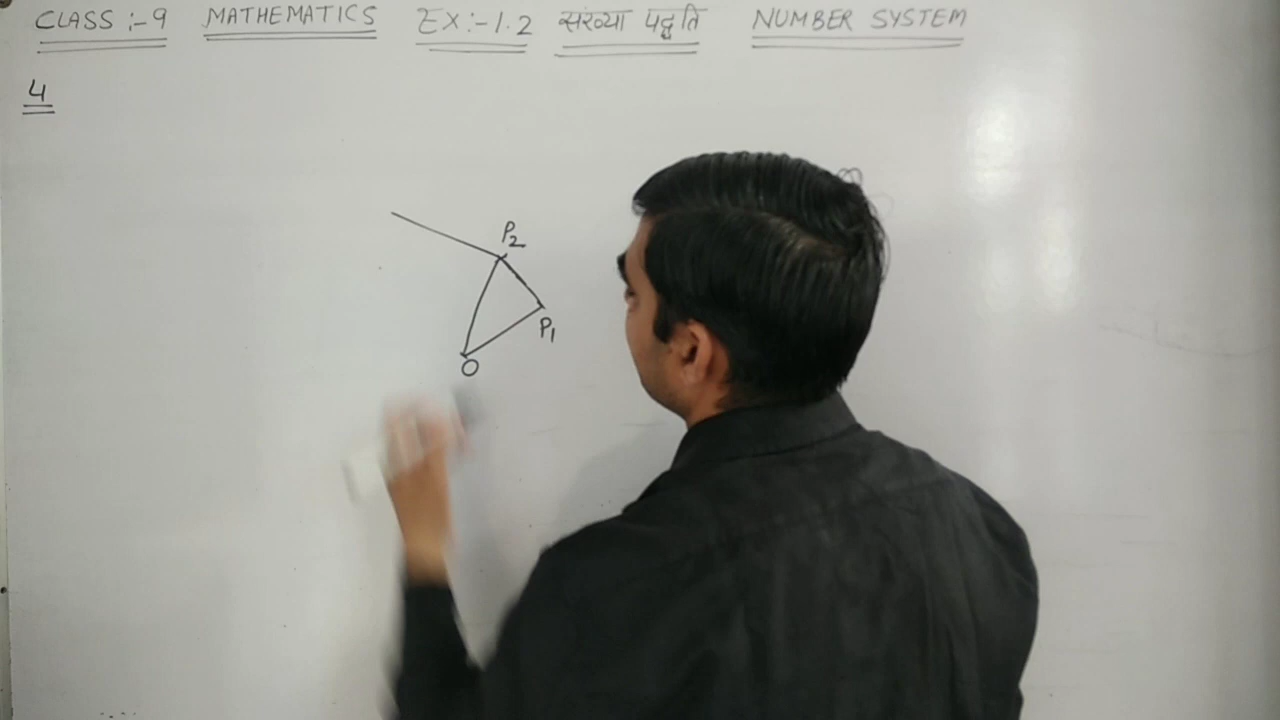 CLASS :- 9 MATHEMATICS EX:- 1.2 संख्या पद्धति NUMBER SYSTEM
4
P2
P1
O